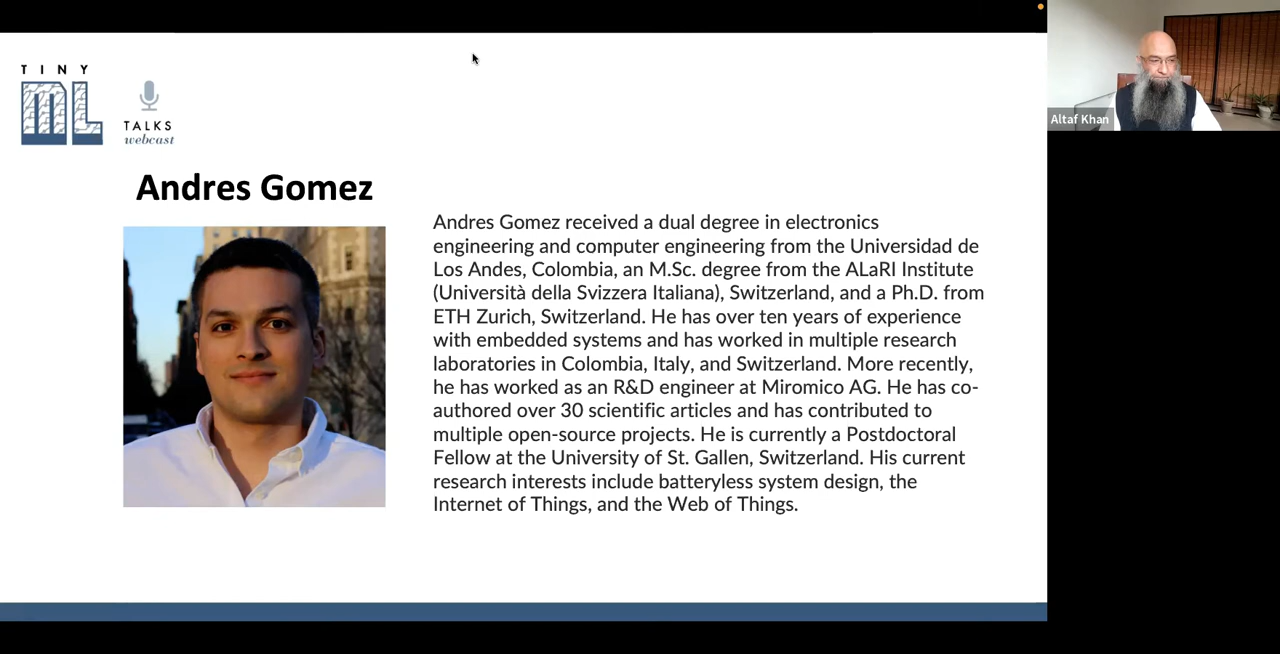 TINY
ML
TALKS
webcast
Altaf Khan
Andres Gomez
Andres Gomez received a dual degree in electronics
engineering and computer engineering from the Universidad de
Los Andes, Colombia, an M.Sc. degree from the ALaRI Institute
(Università della Svizzera Italiana), Switzerland, and a Ph.D. from
ETH Zurich, Switzerland. He has over ten years of experience
with embedded systems and has worked in multiple research
laboratories in Colombia, Italy, and Switzerland. More recently,
he has worked as an R&D engineer at Miromico AG. He has co-
authored over 30 scientific articles and has contributed to
multiple open-source projects. He is currently a Postdoctoral
Fellow at the University of St. Gallen, Switzerland. His current
research interests include batteryless system design, the
Internet of Things, and the Web of Things.